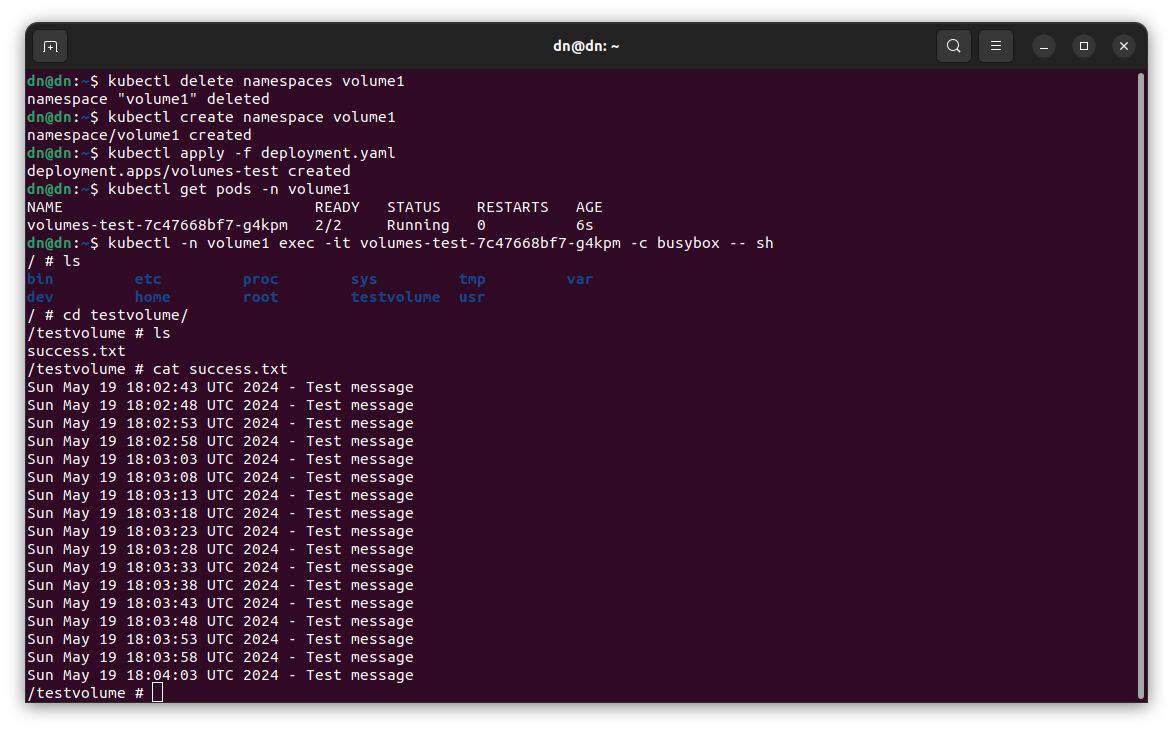 dn@dn: ~
dn@dn:~$ kubectl delete namespaces volume1
namespace "volume1" deleted
dn@dn:~$ kubectl create namespace volume1
namespace/volume1 created
dn@dn:~$ kubectl apply -f deployment.yaml
deployment.apps/volumes-test created
dn@dn:~$ kubectl get pods -n volume1
NAME                            READY   STATUS    RESTARTS   AGE
volumes-test-7c47668bf7-g4kpm   2/2     Running   0          6s
dn@dn:~$ kubectl -n volume1 exec -it volumes-test-7c47668bf7-g4kpm -c busybox -- sh
/ # ls
bin         etc         proc        sys         tmp         var
dev         home        root        testvolume  usr
/ # cd testvolume/
/testvolume # ls
success.txt
/testvolume # cat success.txt
Sun May 19 18:02:43 UTC 2024 - Test message
Sun May 19 18:02:48 UTC 2024 - Test message
Sun May 19 18:02:53 UTC 2024 - Test message
Sun May 19 18:02:58 UTC 2024 - Test message
Sun May 19 18:03:03 UTC 2024 - Test message
Sun May 19 18:03:08 UTC 2024 - Test message
Sun May 19 18:03:13 UTC 2024 - Test message
Sun May 19 18:03:18 UTC 2024 - Test message
Sun May 19 18:03:23 UTC 2024 - Test message
Sun May 19 18:03:28 UTC 2024 - Test message
Sun May 19 18:03:33 UTC 2024 - Test message
Sun May 19 18:03:38 UTC 2024 - Test message
Sun May 19 18:03:43 UTC 2024 - Test message
Sun May 19 18:03:48 UTC 2024 - Test message
Sun May 19 18:03:53 UTC 2024 - Test message
Sun May 19 18:03:58 UTC 2024 - Test message
Sun May 19 18:04:03 UTC 2024 - Test message
/testvolume #